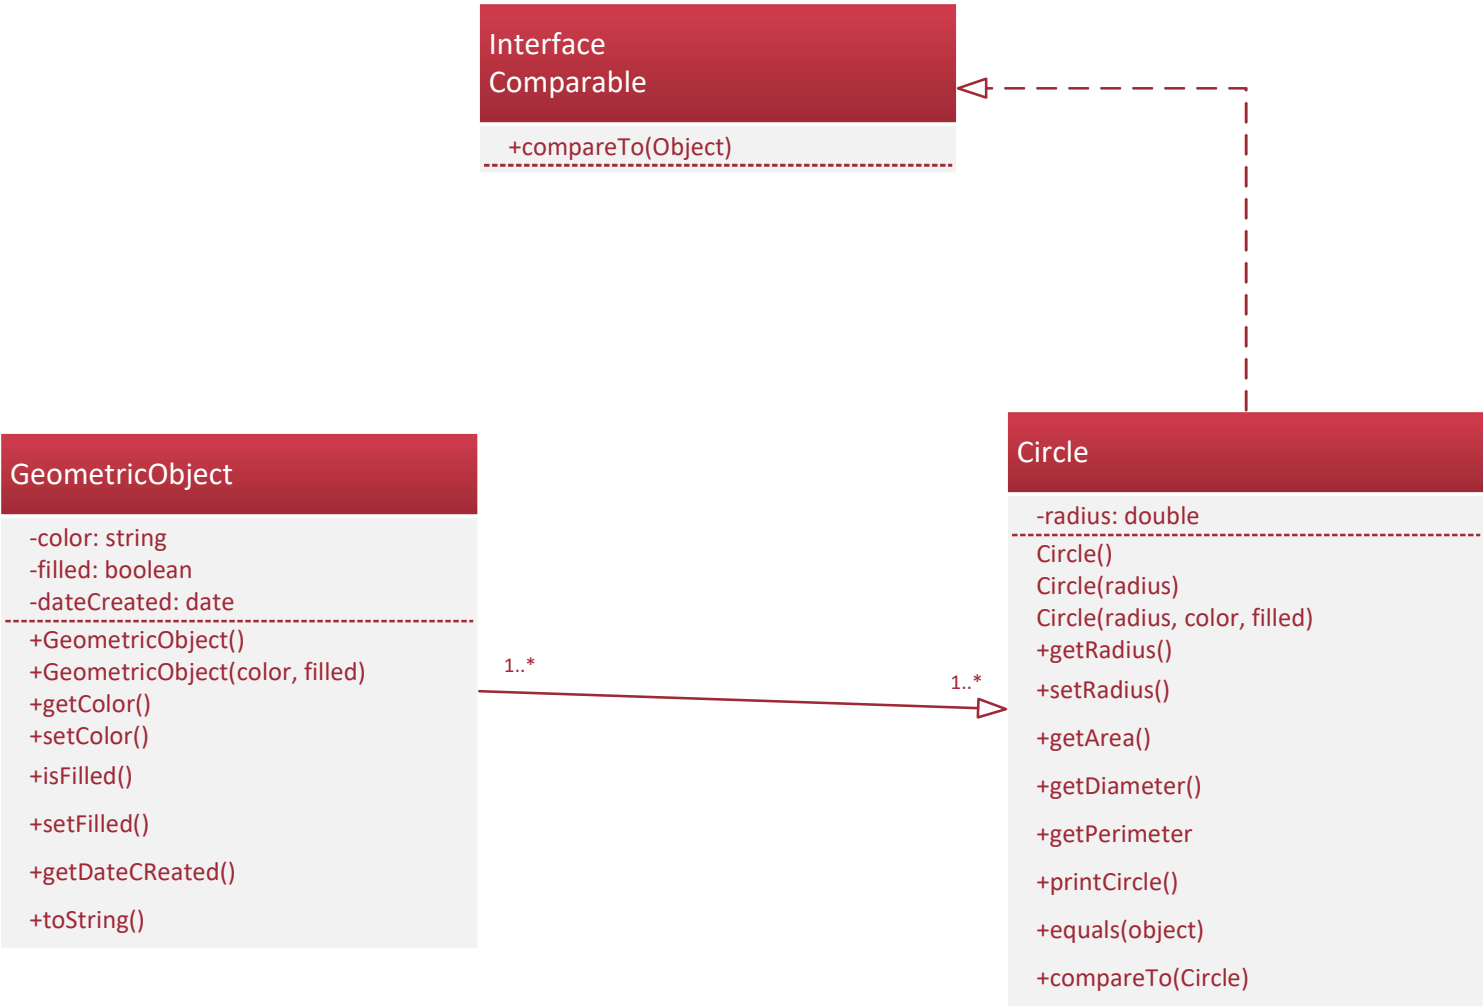 Interface
Comparable
+compareTo(Object)
GeometricObject
-color: string
-filled: boolean
-dateCreated: date
+GeometricObject()
+GeometricObject(color, filled)
+getColor()
+setColor()
+isFilled()
+setFilled()
+getDateCReated()
+toString()
1..*
1..*
Circle
-radius: double
Circle()
Circle(radius)
Circle(radius, color, filled)
+getRadius()
+setRadius()
+getArea()
+getDiameter()
+getPerimeter
+printCircle()
+equals(object)
+compareTo(Circle)